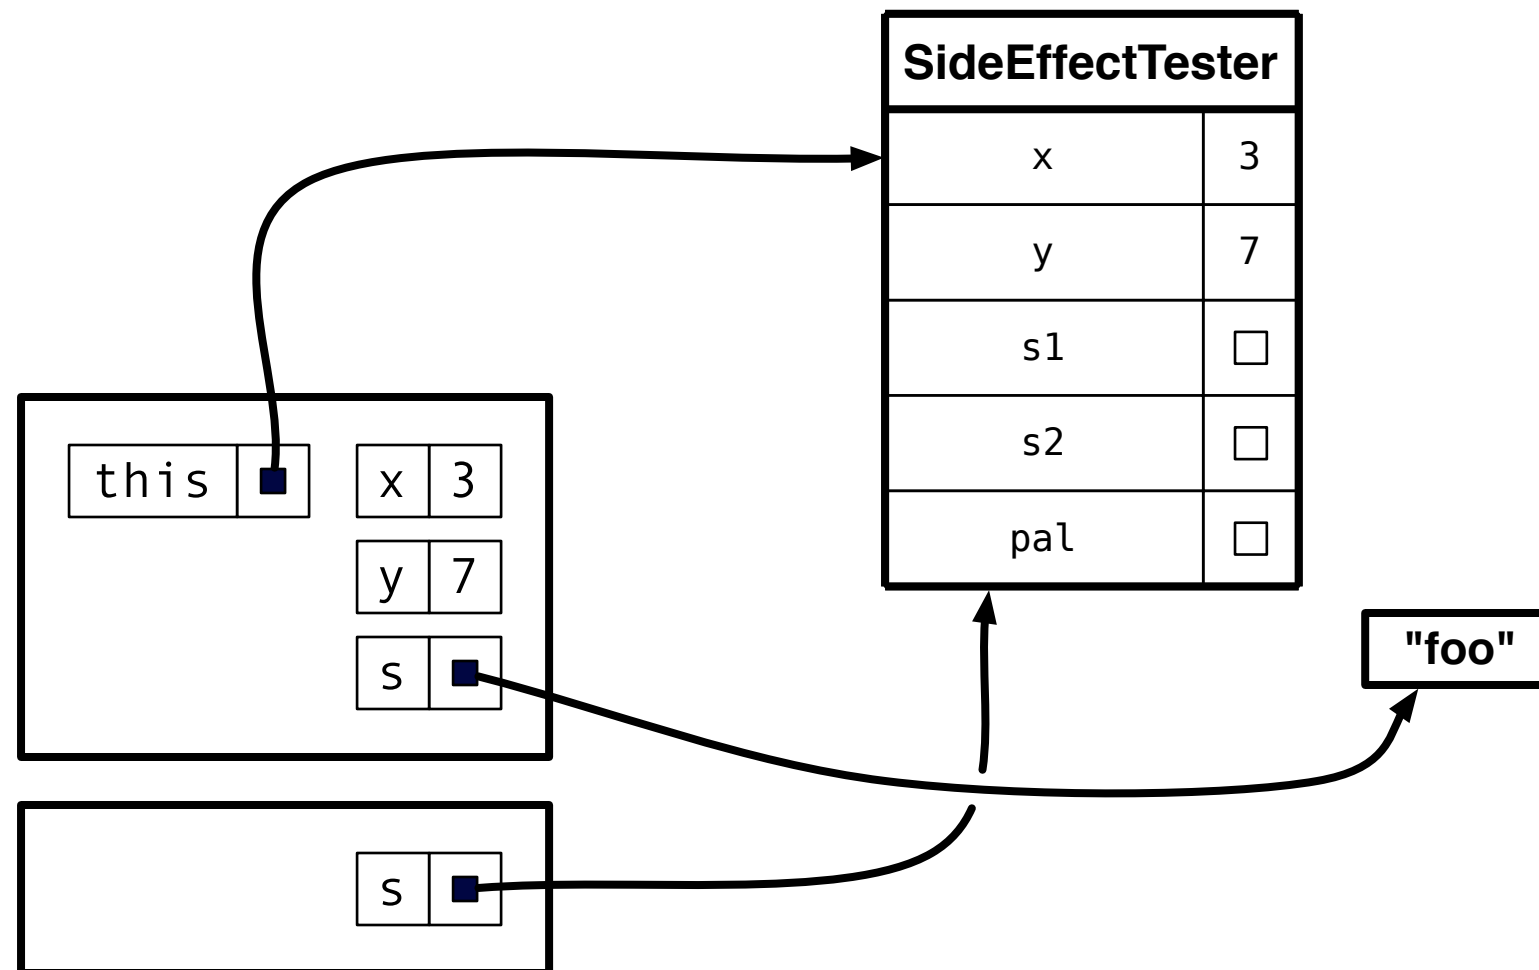 SideEffectTester
x 3
y 7
s1
s2
pal
this
x 3
y 7
s
"foo"
s